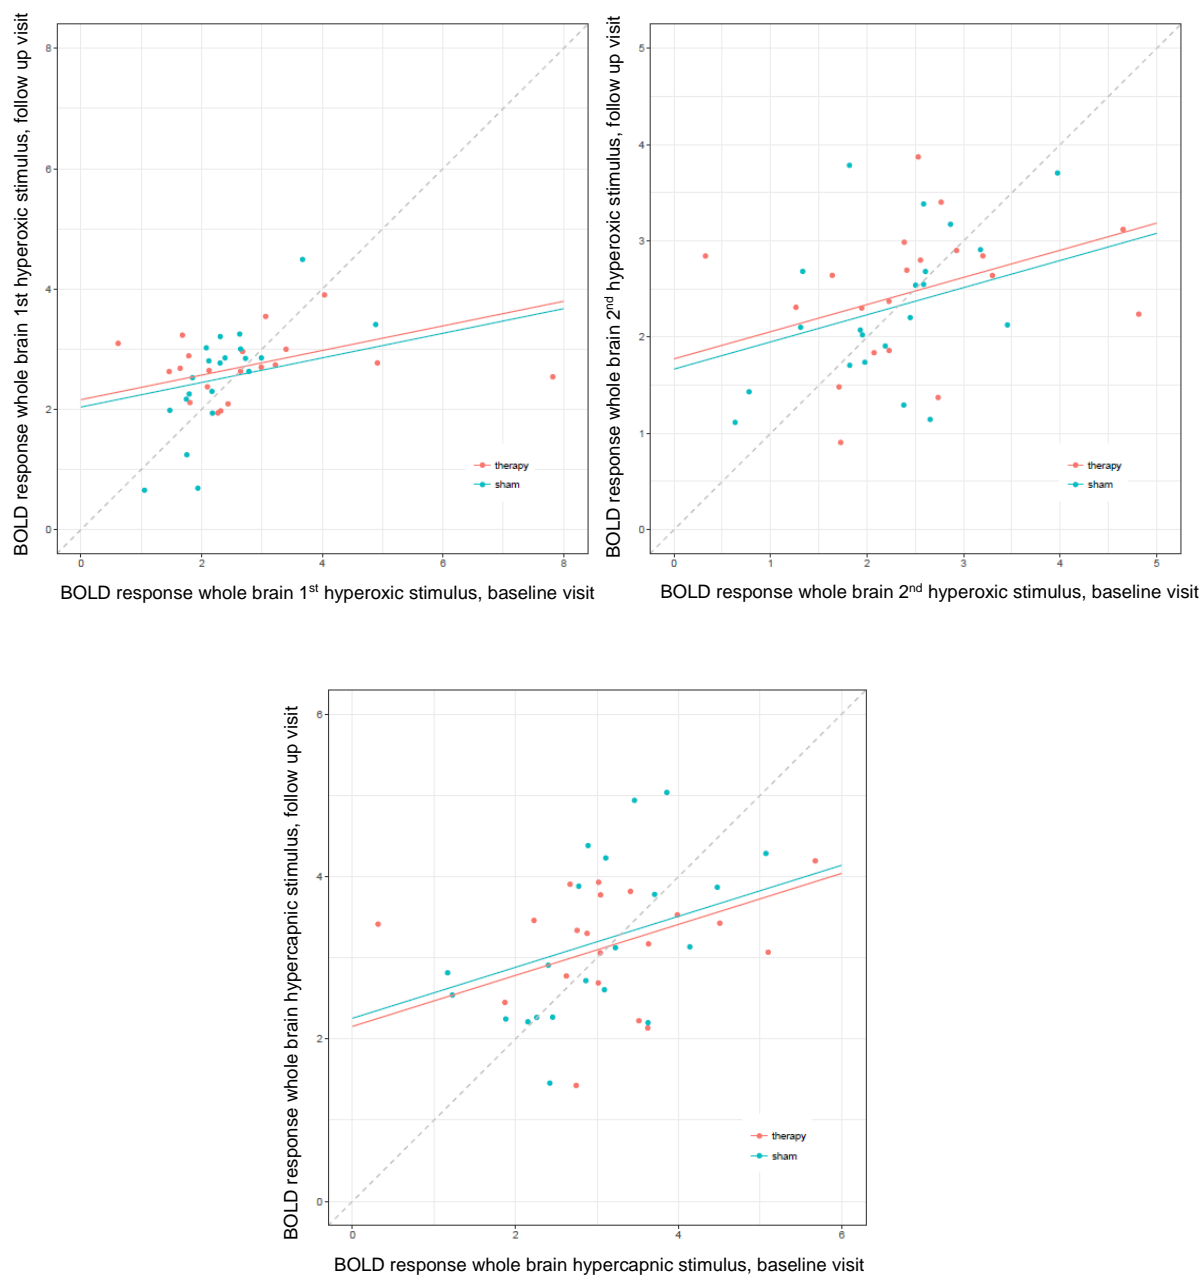 BOLD response whole brain 1st hyperoxic stimulus, follow up visit
8
6
4
2
0
therapy
sham
0 2 4 6 8
BOLD response whole brain 1st hyperoxic stimulus, baseline visit
BOLD response whole brain 2nd hyperoxic stimulus, follow up visit
5
4
3
2
1
0
therapy
sham
0 1 2 3 4 5
BOLD response whole brain 2nd hyperoxic stimulus, baseline visit
BOLD response whole brain hypercapnic stimulus, follow up visit
6
4
2
0
therapy
sham
0 2 4 6
BOLD response whole brain hypercapnic stimulus, baseline visit